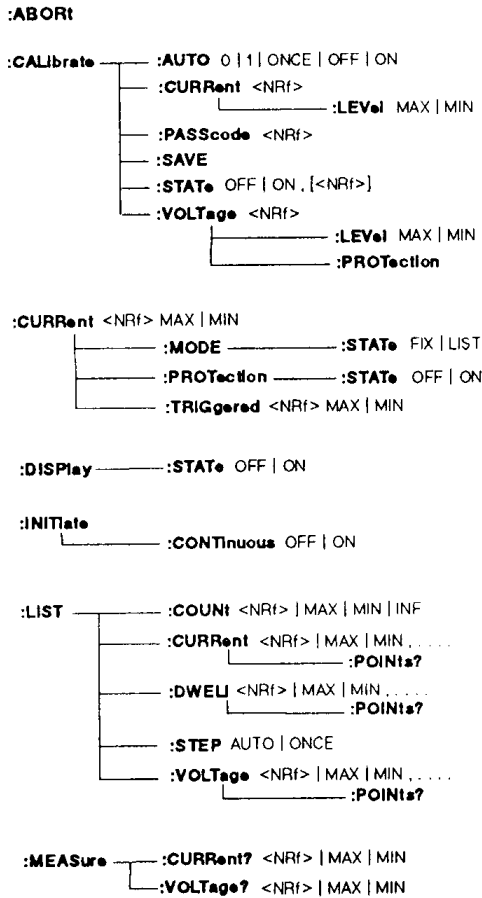 :ABORt
:CALibrate :AUTO 0 | 1 | ONCE | OFF | ON
:CURRent <NRf>
:LEVel MAX | MIN
:PASScode <NRf>
:SAVE
:STATe OFF | ON , [<NRf>]
:VOLTage <NRf>
:LEVel MAX | MIN
:PROTection
:CURRent <NRf> MAX | MIN
:MODE :STATe FIX | LIST
:PROTection :STATe OFF | ON
:TRIGgered <NRf> MAX | MIN
:DISPlay :STATe OFF | ON
:INITiate
:CONTinuous OFF | ON
:LIST :COUNt <NRf> | MAX | MIN | INF
:CURRent <NRf> | MAX | MIN , . . . .
:POINts?
:DWELl <NRf> | MAX | MIN , . . . .
:POINts?
:STEP AUTO | ONCE
:VOLTage <NRf> | MAX | MIN , . . . .
:POINts?
:MEASure :CURRent? <NRf> | MAX | MIN
:VOLTage? <NRf> | MAX | MIN